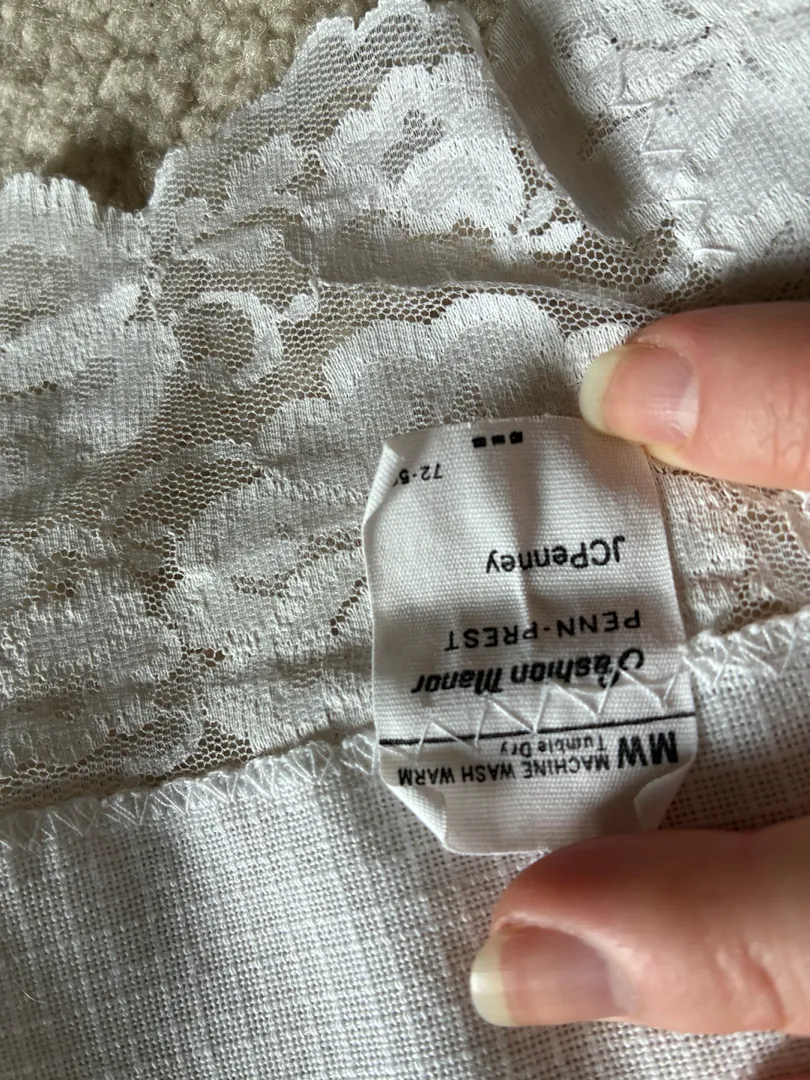 MW MACHINE WASH WARM
Tumble Dry
Fashion Manor
PENN-PREST
JCPenney